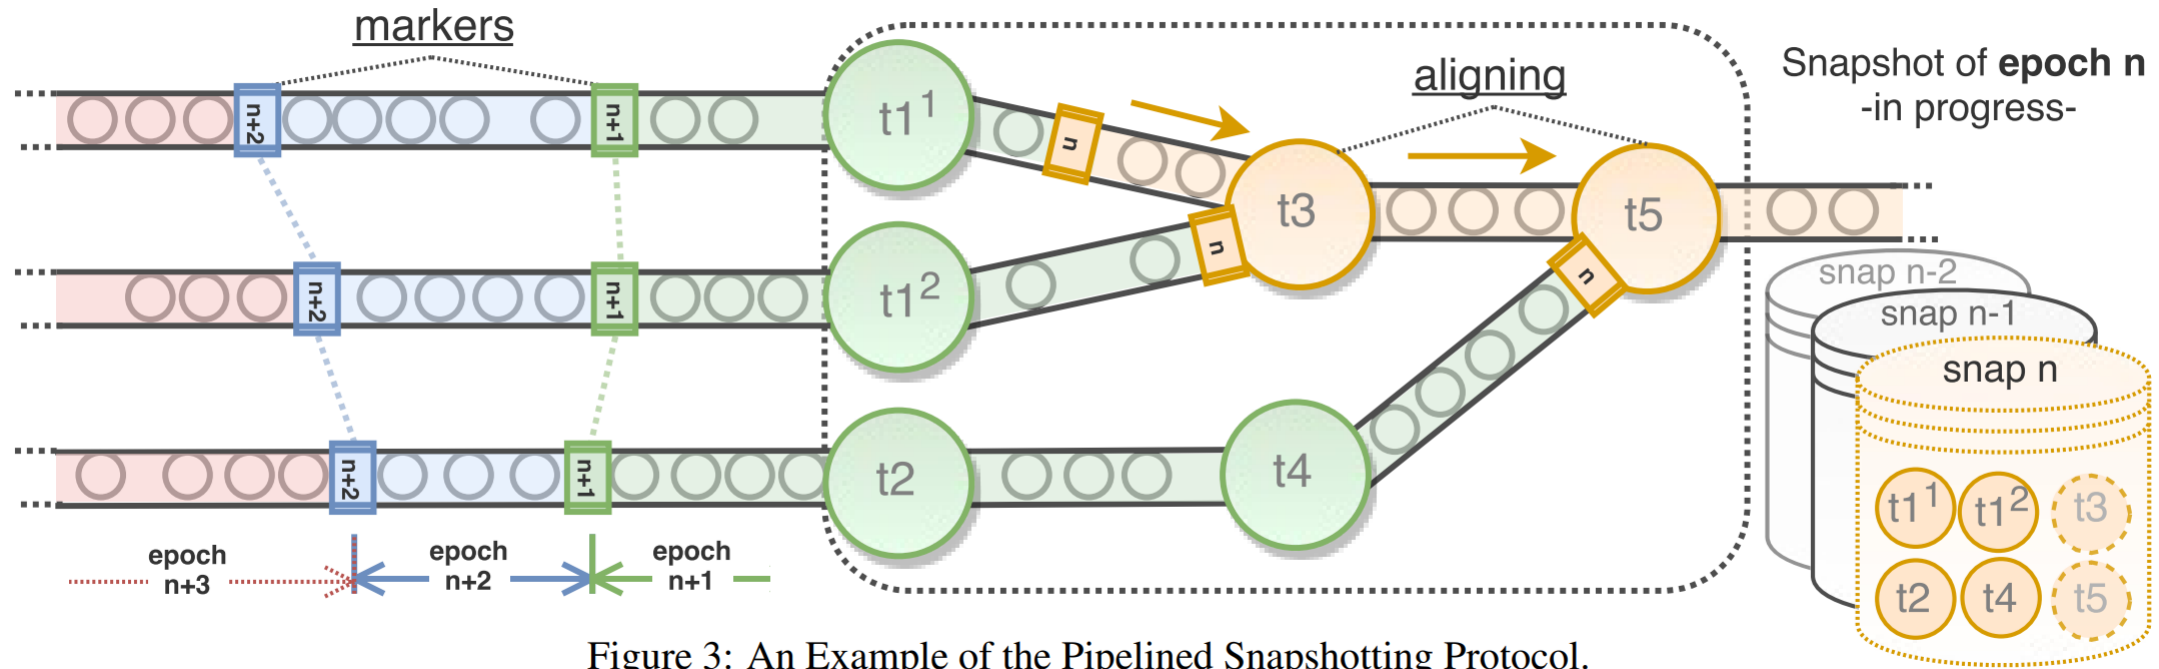 markers
aligning
Snapshot of epoch n
-in progress-
n+2
n+1
t1¹
n
t3
t5
n+2
n+1
t1²
n
n
snap n-2
snap n-1
snap n
n+2
n+1
t2
t4
t1¹ t1² t3
t2 t4 t5
epoch
n+3
epoch
n+2
epoch
n+1
Figure 3: An Example of the Pipelined Snapshotting Protocol.